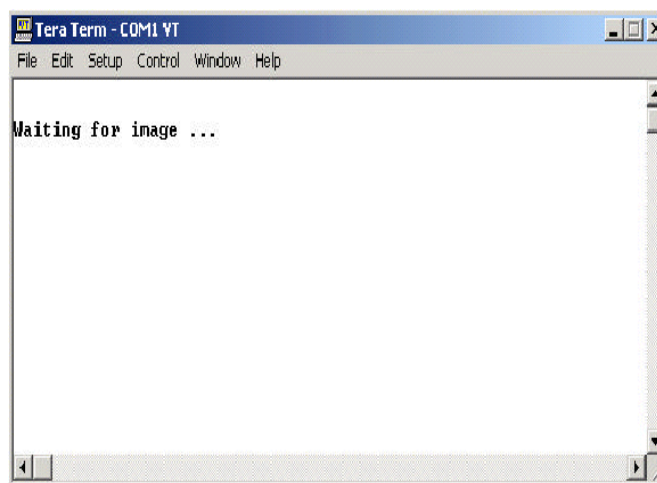 Tera Term - COM1 VT
File Edit Setup Control Window Help
Waiting for image ...